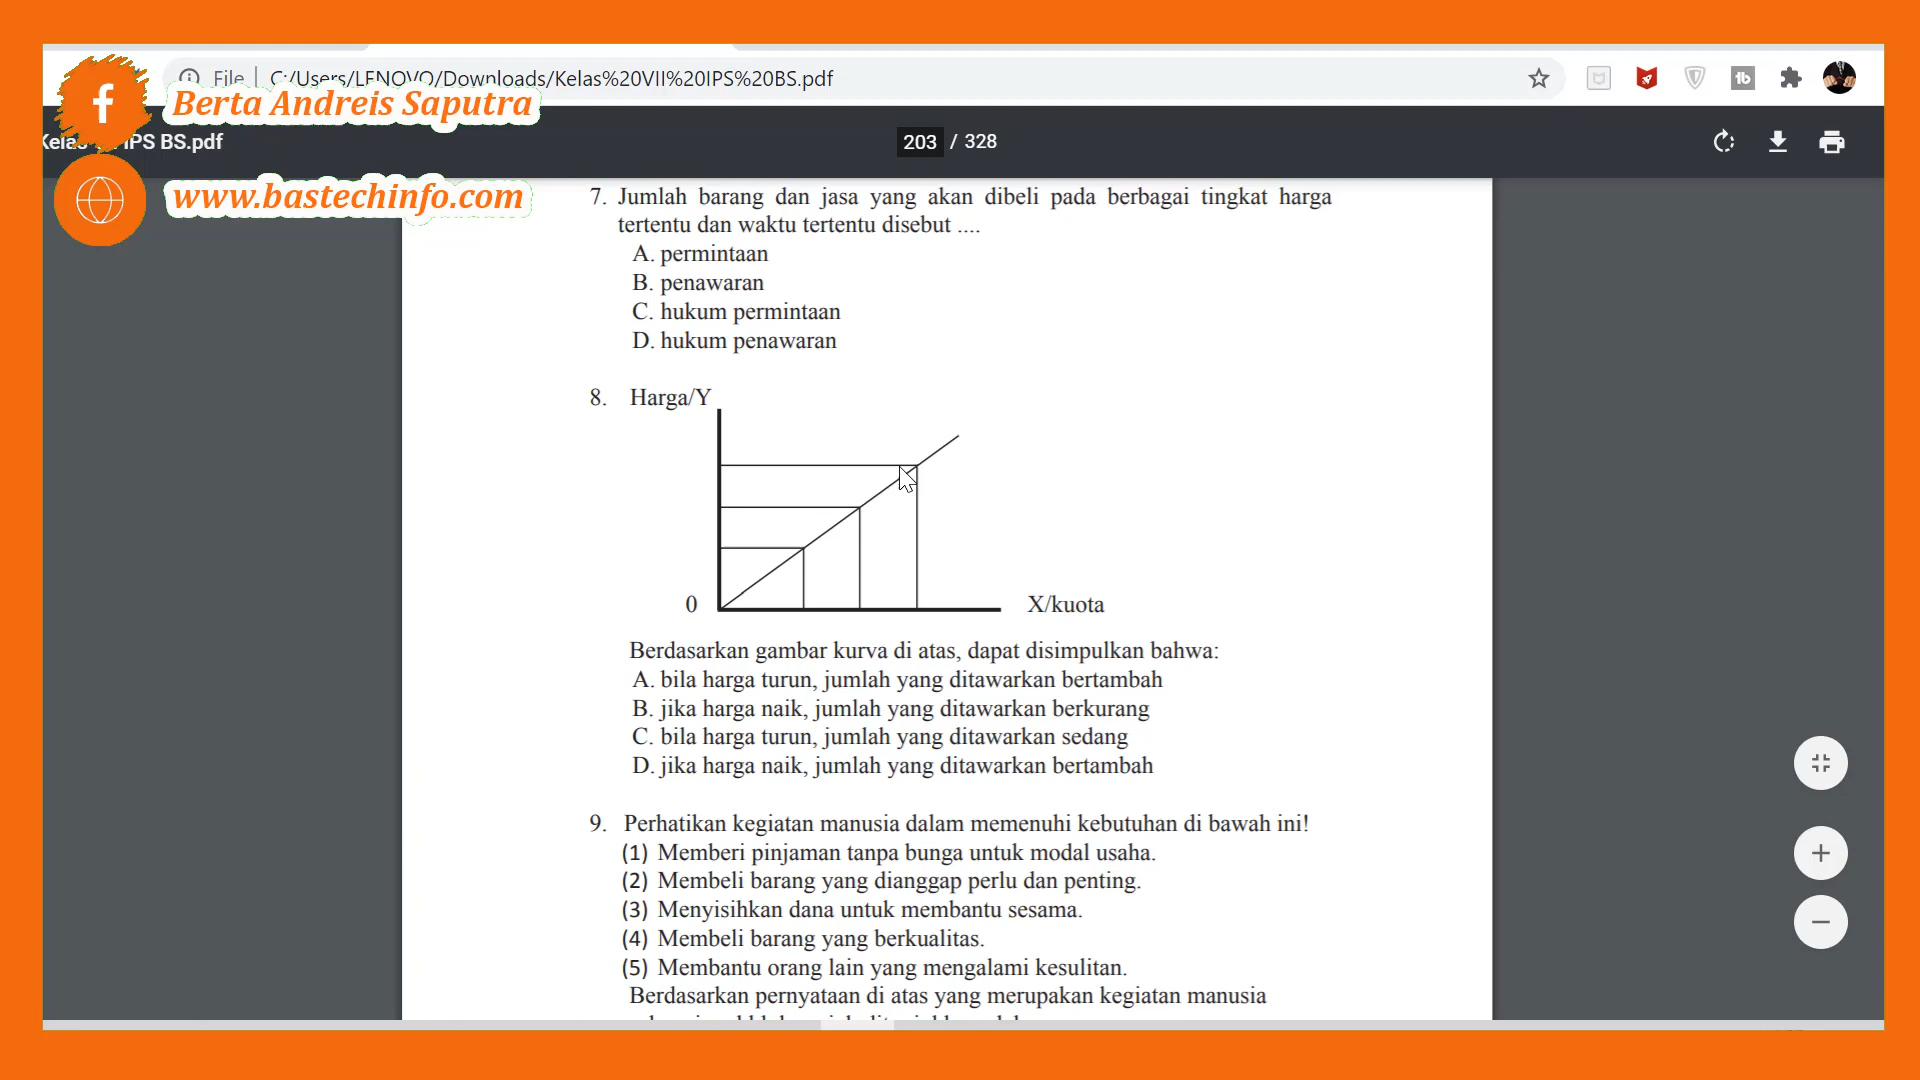 File C:/Users/LENOVO/Downloads/Kelas%20VII%20IPS%20BS.pdf
Berta Andreis Saputra
IPS BS.pdf
203 / 328
www.bastechinfo.com
7. Jumlah barang dan jasa yang akan dibeli pada berbagai tingkat harga
tertentu dan waktu tertentu disebut ....
A. permintaan
B. penawaran
C. hukum permintaan
D. hukum penawaran
8. Harga/Y
0 X/kuota
Berdasarkan gambar kurva di atas, dapat disimpulkan bahwa:
A. bila harga turun, jumlah yang ditawarkan bertambah
B. jika harga naik, jumlah yang ditawarkan berkurang
C. bila harga turun, jumlah yang ditawarkan sedang
D. jika harga naik, jumlah yang ditawarkan bertambah
9. Perhatikan kegiatan manusia dalam memenuhi kebutuhan di bawah ini!
(1) Memberi pinjaman tanpa bunga untuk modal usaha.
(2) Membeli barang yang dianggap perlu dan penting.
(3) Menyisihkan dana untuk membantu sesama.
(4) Membeli barang yang berkualitas.
(5) Membantu orang lain yang mengalami kesulitan.
Berdasarkan pernyataan di atas yang merupakan kegiatan manusia